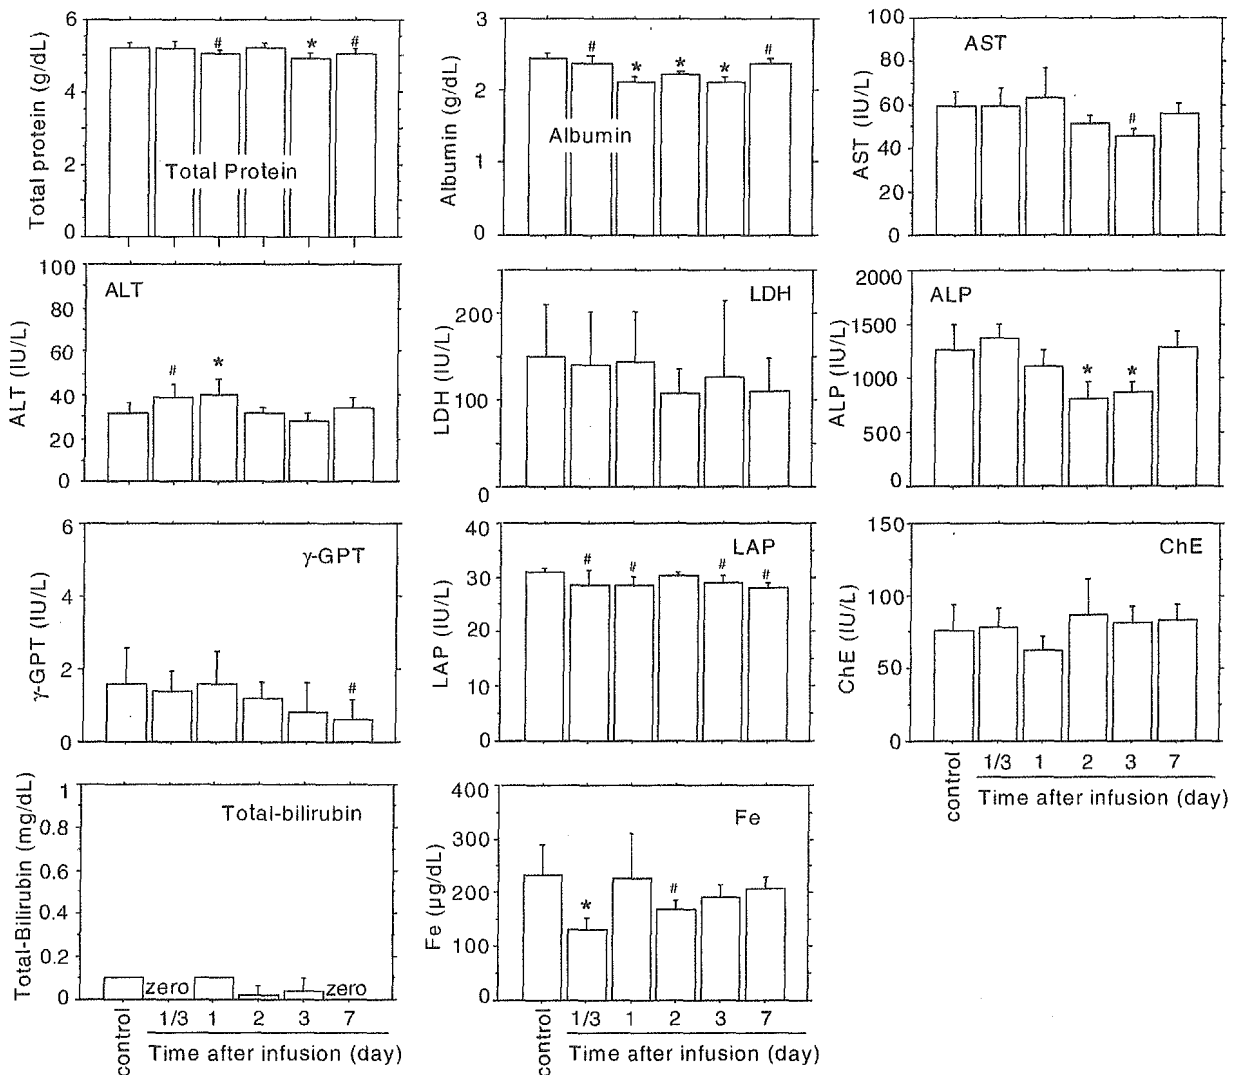 Total protein (g/dL)
6
4
2
0
# * #
Total Protein
Albumin (g/dL)
3
2
1
0
# * * * #
Albumin
AST (IU/L)
100
80
60
40
20
0
AST
#
ALT (IU/L)
100
80
60
40
20
0
ALT
# *
LDH (IU/L)
200
100
0
LDH
ALP (IU/L)
2000
1500
1000
500
0
ALP
* *
γ-GPT (IU/L)
6
4
2
0
γ-GPT
#
LAP (IU/L)
40
30
20
10
0
LAP
# # # #
ChE (IU/L)
150
100
50
0
ChE
control 1/3 1 2 3 7
Time after infusion (day)
Total-Bilirubin (mg/dL)
1
0.8
0.6
0.4
0.2
0
Total-bilirubin
zero zero
control 1/3 1 2 3 7
Time after infusion (day)
Fe (µg/dL)
400
300
200
100
0
Fe
* #
control 1/3 1 2 3 7
Time after infusion (day)